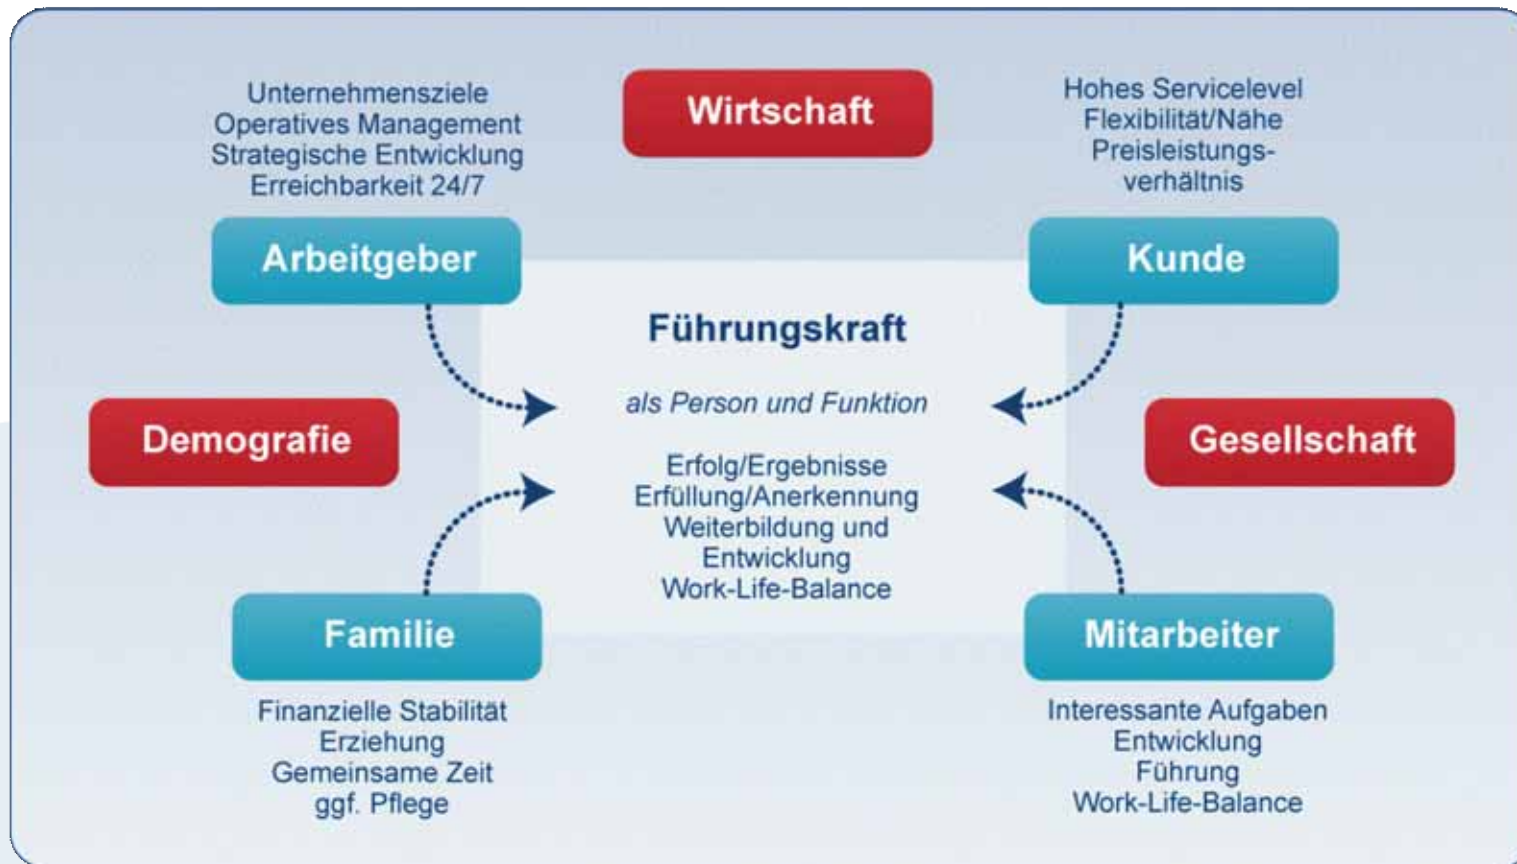 Unternehmensziele
Operatives Management
Strategische Entwicklung
Erreichbarkeit 24/7
Arbeitgeber
Wirtschaft
Hohes Servicelevel
Flexibilität/Nähe
Preisleistungs-
verhältnis
Kunde
Führungskraft
als Person und Funktion
Erfolg/Ergebnisse
Erfüllung/Anerkennung
Weiterbildung und
Entwicklung
Work-Life-Balance
Demografie
Gesellschaft
Familie
Finanzielle Stabilität
Erziehung
Gemeinsame Zeit
ggf. Pflege
Mitarbeiter
Interessante Aufgaben
Entwicklung
Führung
Work-Life-Balance